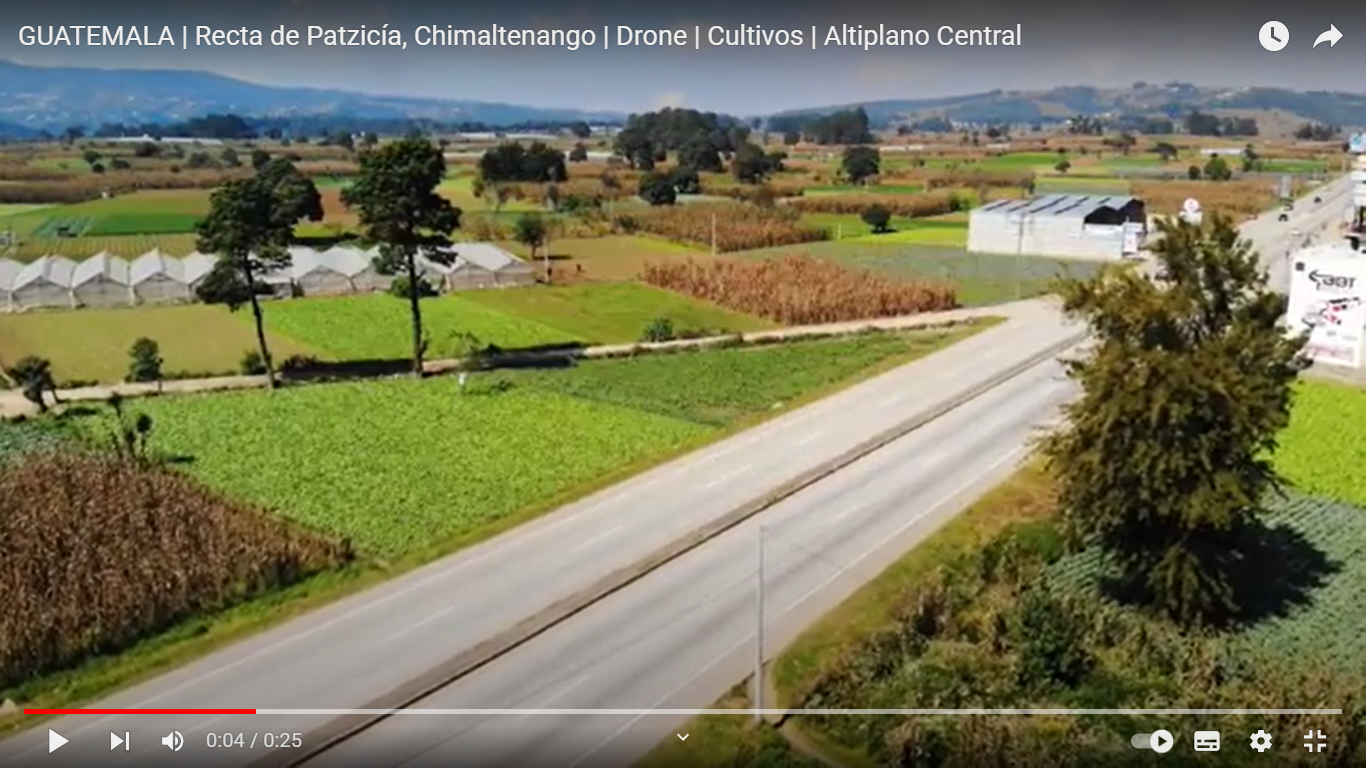 GUATEMALA | Recta de Patzicía, Chimaltenango | Drone | Cultivos | Altiplano Central
0:04 / 0:25